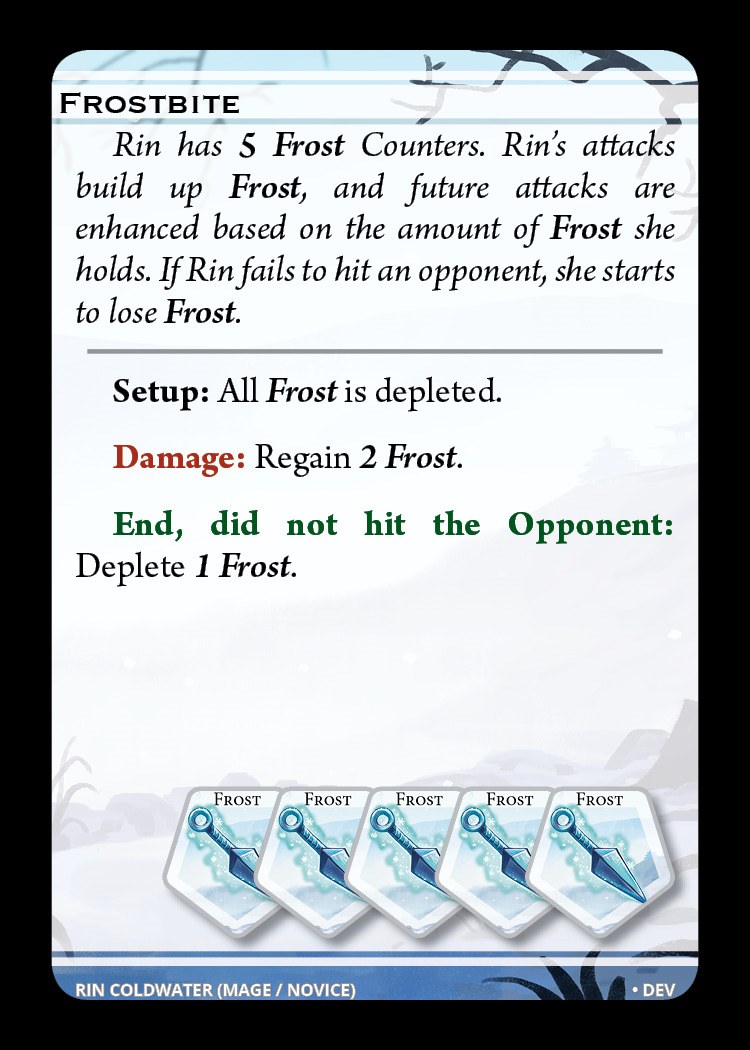 FROSTBITE
Rin has 5 Frost Counters. Rin's attacks
build up Frost, and future attacks are
enhanced based on the amount of Frost she
holds. If Rin fails to hit an opponent, she starts
to lose Frost.
Setup: All Frost is depleted.
Damage: Regain 2 Frost.
End, did not hit the Opponent:
Deplete 1 Frost.
FROST FROST FROST FROST FROST
RIN COLDWATER (MAGE / NOVICE) • DEV